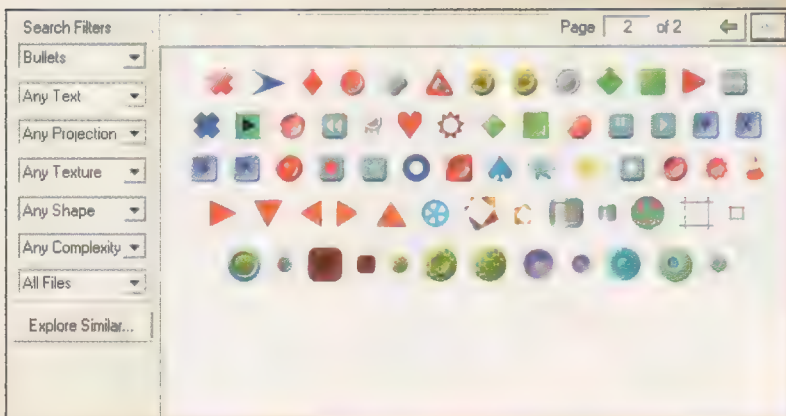 Search Filters
Page 2 of 2
Bullets
Any Text
Any Projection
Any Texture
Any Shape
Any Complexity
All Files
Explore Similar...